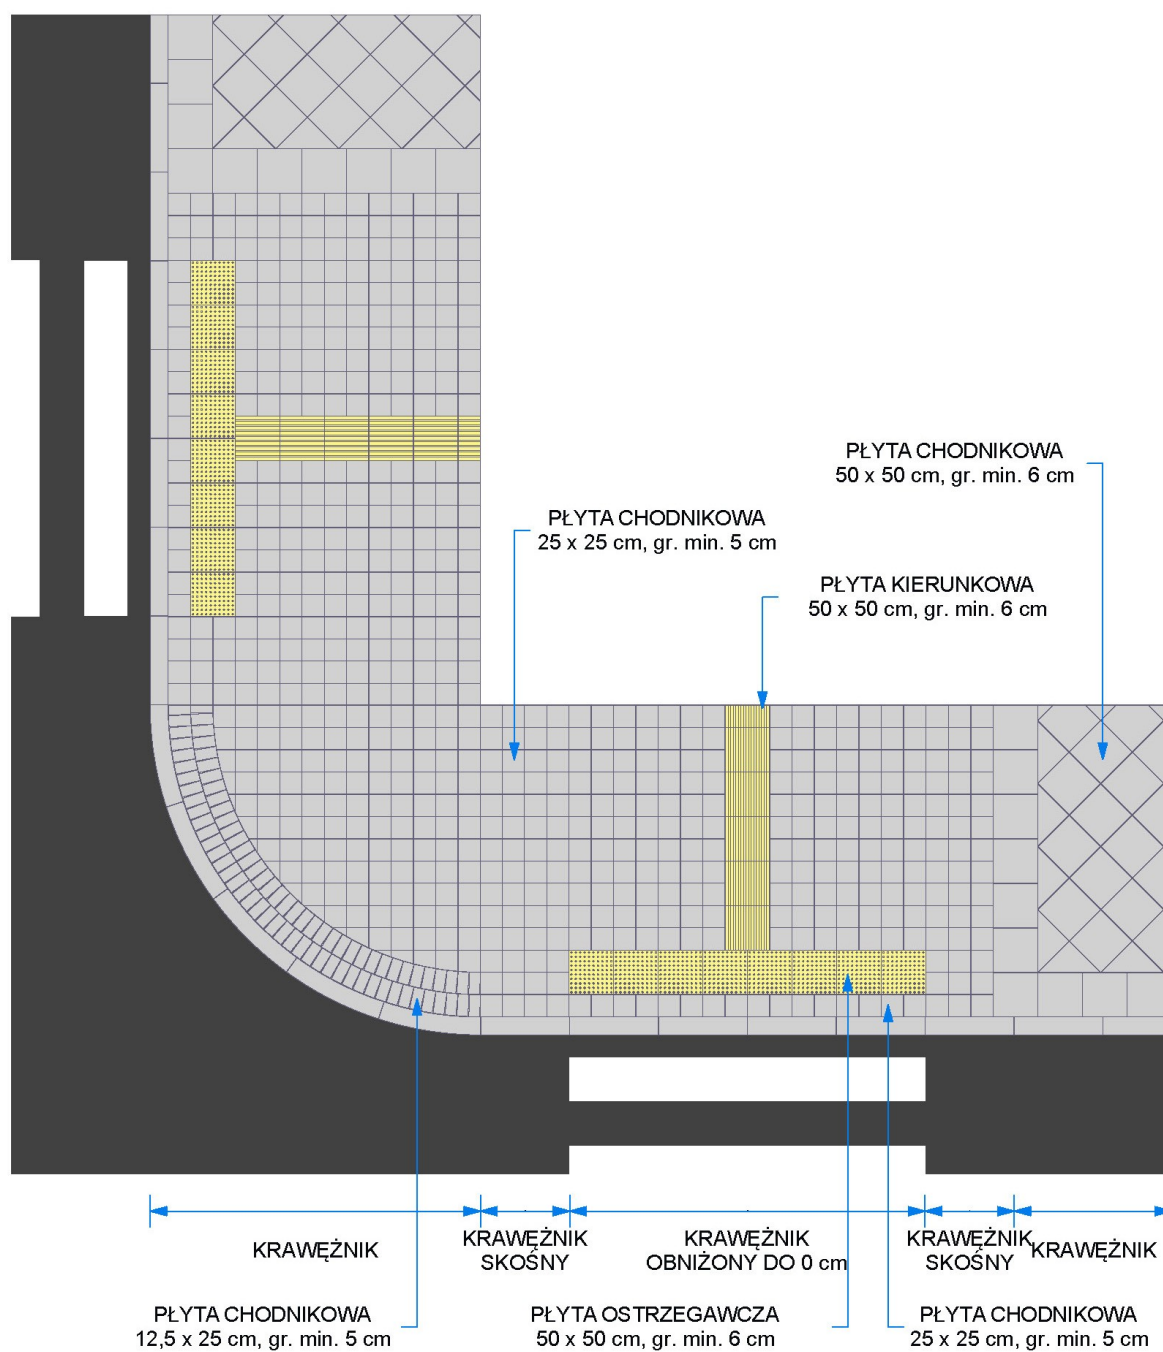 PŁYTA CHODNIKOWA
50 x 50 cm, gr. min. 6 cm
PŁYTA CHODNIKOWA
25 x 25 cm, gr. min. 5 cm
PŁYTA KIERUNKOWA
50 x 50 cm, gr. min. 6 cm
KRAWĘŻNIK
KRAWĘŻNIK
SKOŚNY
KRAWĘŻNIK
OBNIŻONY DO 0 cm
KRAWĘŻNIK
SKOŚNY
KRAWĘŻNIK
PŁYTA CHODNIKOWA
12,5 x 25 cm, gr. min. 5 cm
PŁYTA OSTRZEGAWCZA
50 x 50 cm, gr. min. 6 cm
PŁYTA CHODNIKOWA
25 x 25 cm, gr. min. 5 cm